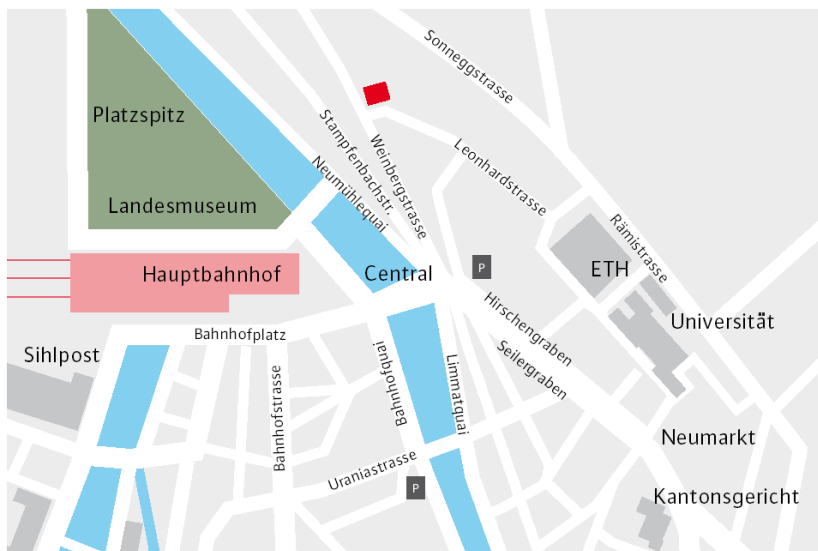 Sonneggstrasse
Platzspitz
Stampfenbachstr.
Weinbergstrasse
Leonhardstrasse
Neumühlequai
Landesmuseum
Rämistrasse
Hauptbahnhof
Central
P
ETH
Hirschengraben
Universität
Bahnhofplatz
Sihlpost
Bahnhofquai
Limmatquai
Seilergraben
Bahnhofstrasse
Neumarkt
Uraniastrasse
P
Kantonsgericht